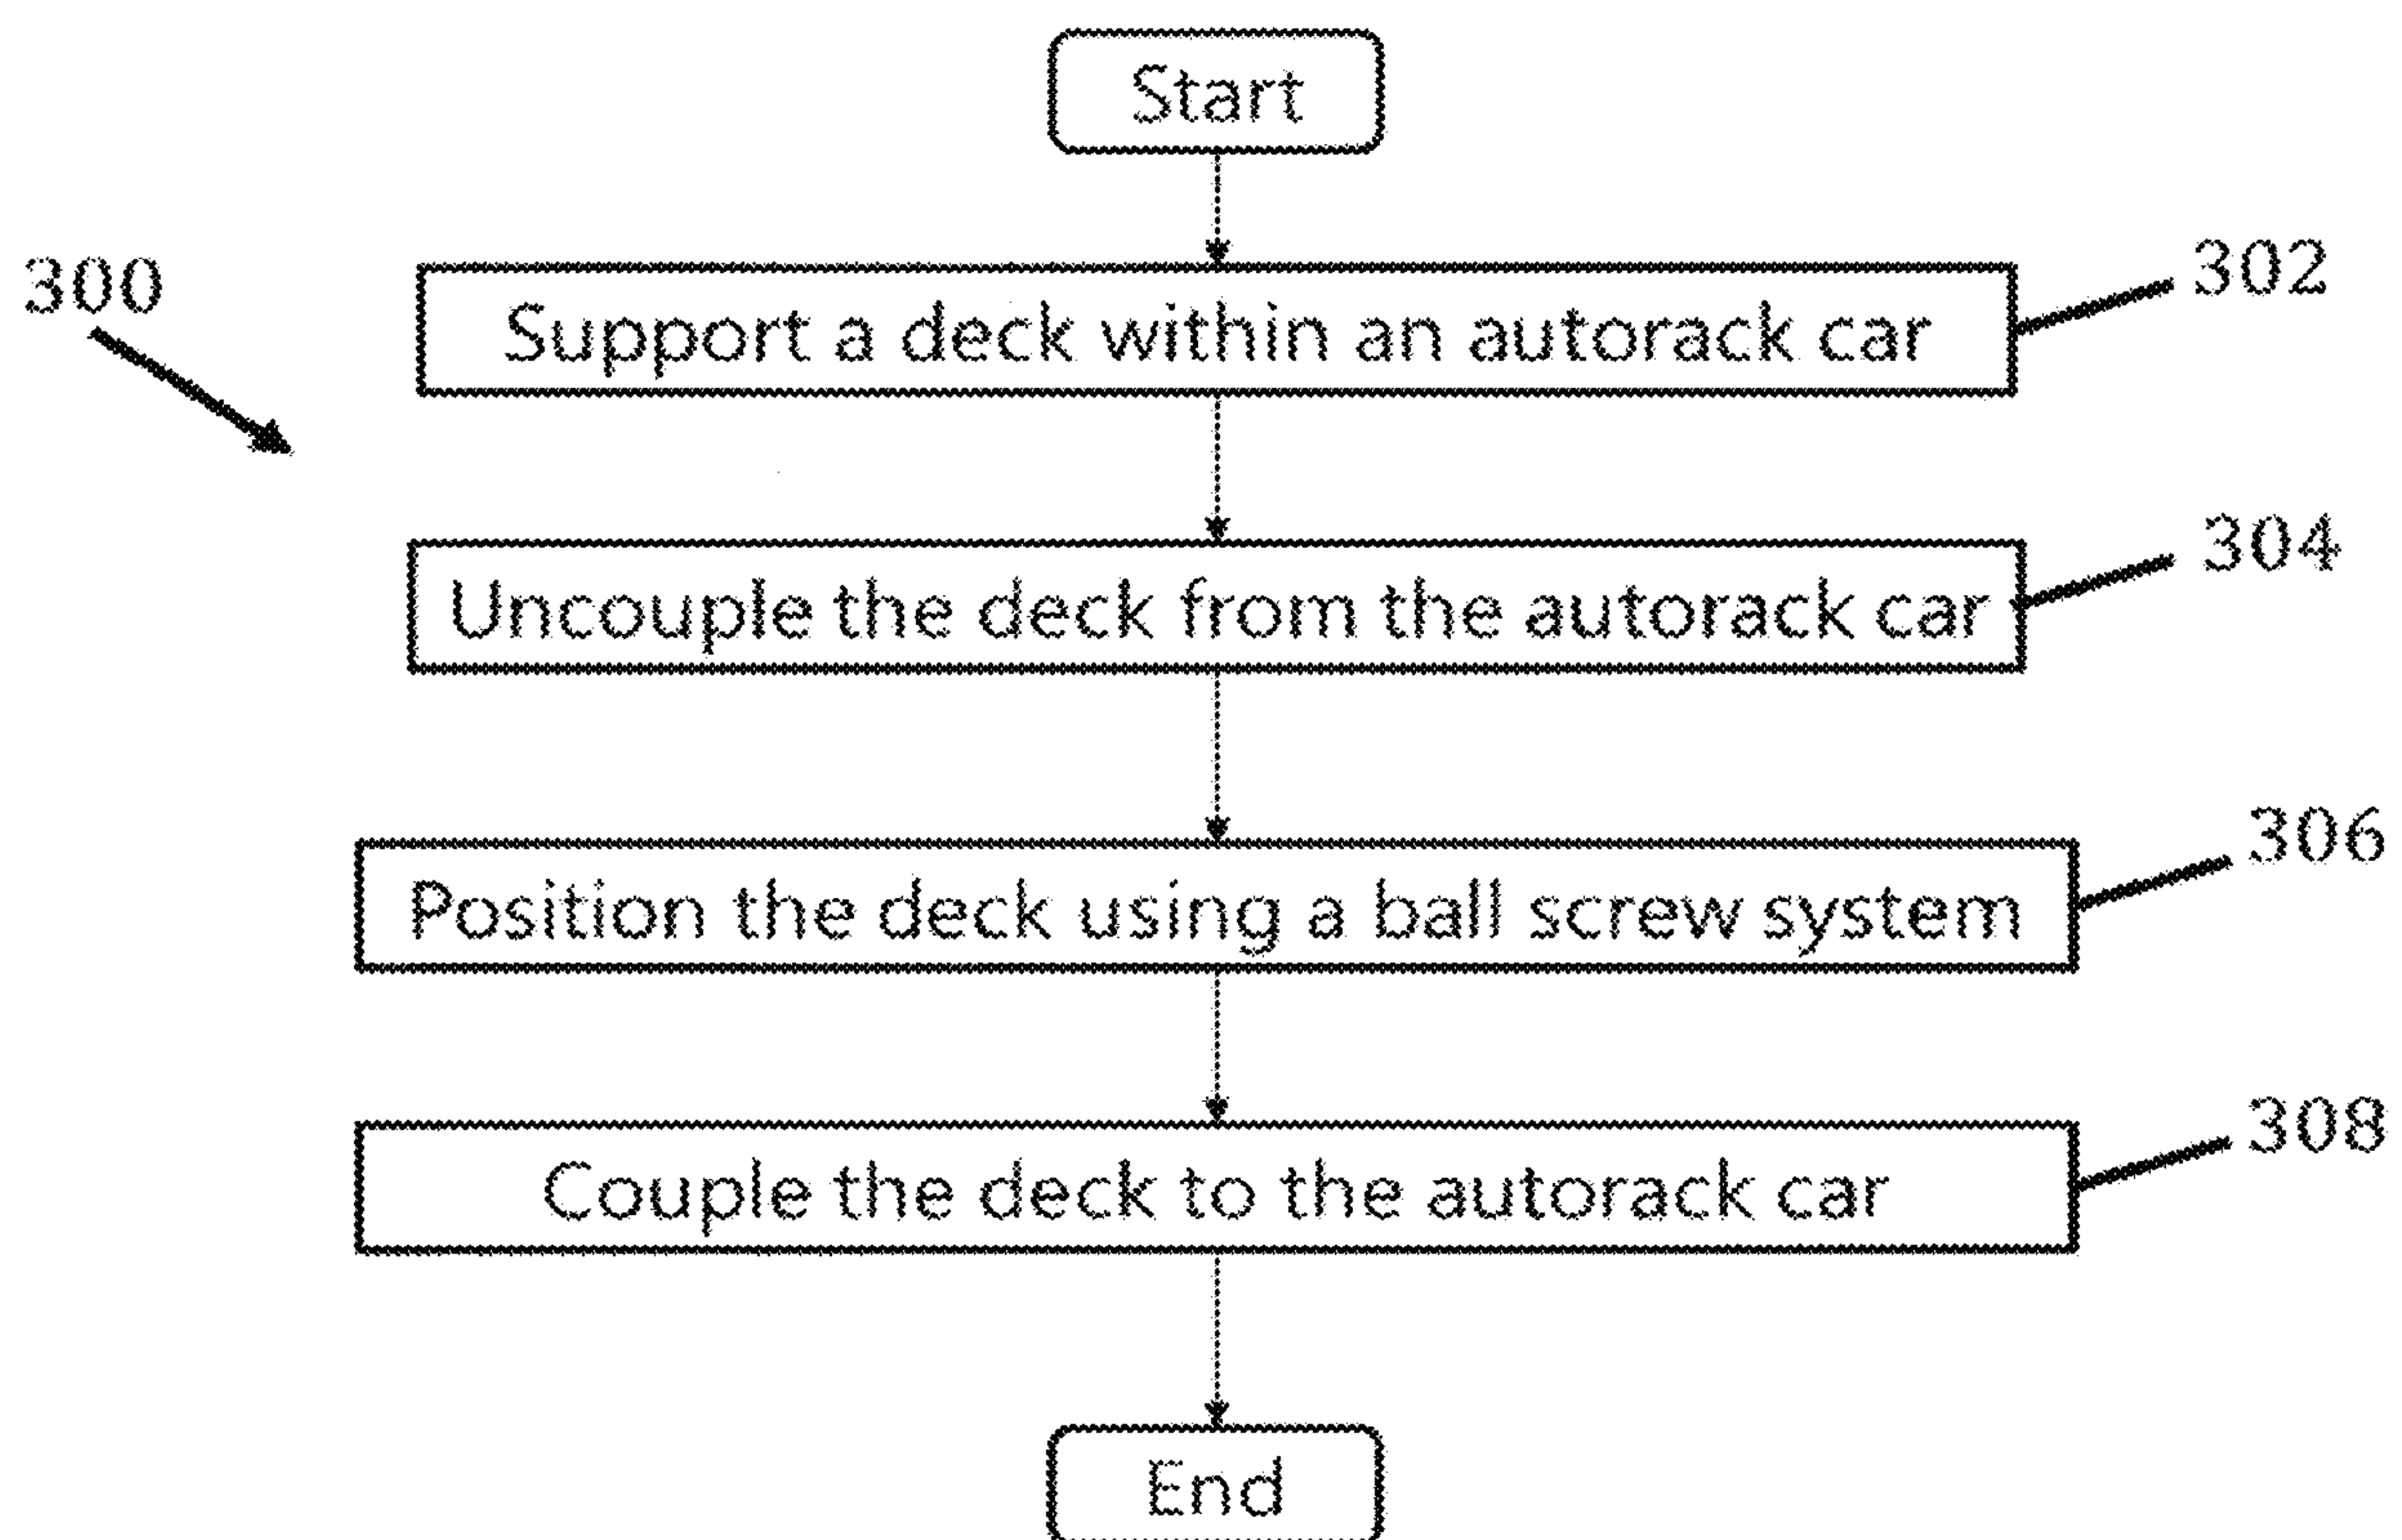 Start
300
302
Support a deck within an autorack car
304
Uncouple the deck from the autorack car
306
Position the deck using a ball screw system
308
Couple the deck to the autorack car
End